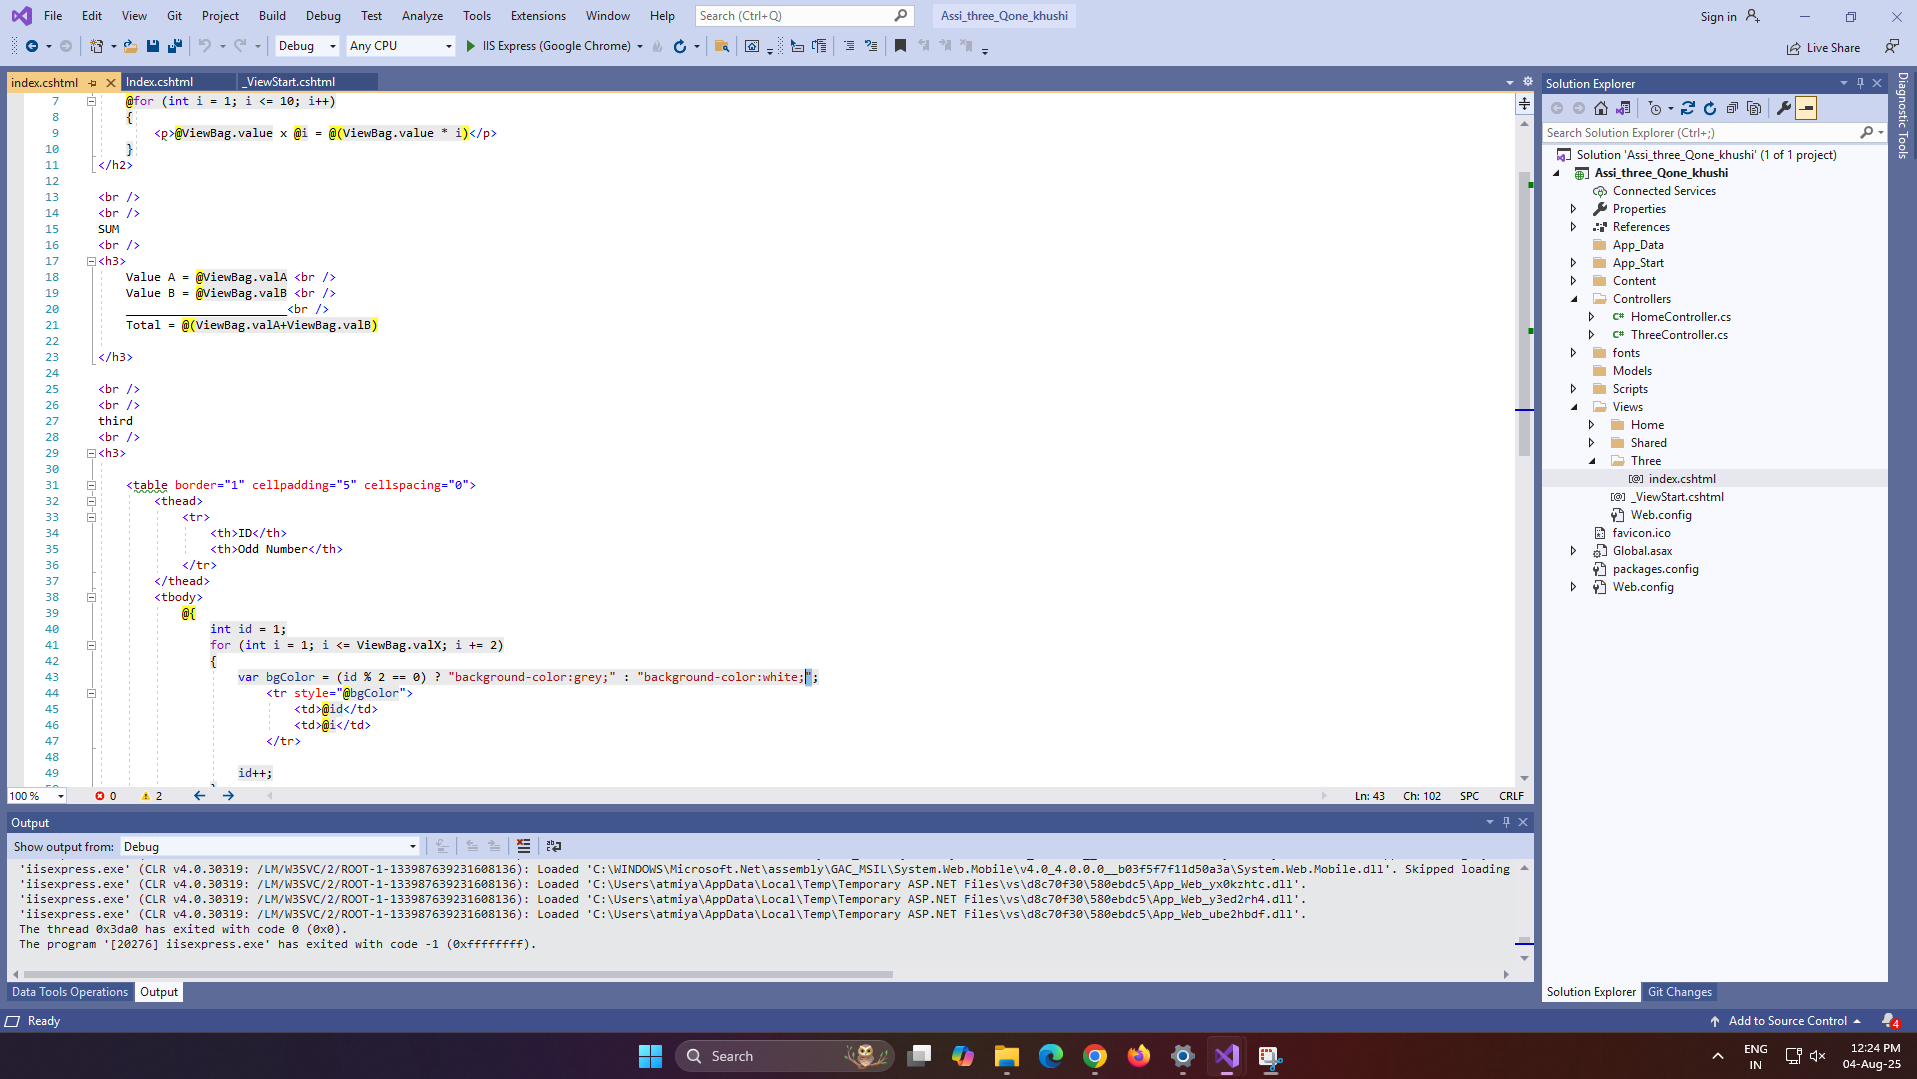 File Edit View Git Project Build Debug Test Analyze Tools Extensions Window Help Search (Ctrl+Q) Assi_three_Qone_khushi Sign in
Debug Any CPU IIS Express (Google Chrome) Live Share
index.cshtml Index.cshtml _ViewStart.cshtml
7 @for (int i = 1; i <= 10; i++)
8 {
9 <p>@ViewBag.value x @i = @(ViewBag.value * i)</p>
10 }
11 </h2>
12
13 <br />
14 <br />
15 SUM
16 <br />
17 <h3>
18 Value A = @ViewBag.valA <br />
19 Value B = @ViewBag.valB <br />
20 _______________________<br />
21 Total = @(ViewBag.valA+ViewBag.valB)
22
23 </h3>
24
25 <br />
26 <br />
27 third
28 <br />
29 <h3>
30
31 <table border="1" cellpadding="5" cellspacing="0">
32 <thead>
33 <tr>
34 <th>ID</th>
35 <th>Odd Number</th>
36 </tr>
37 </thead>
38 <tbody>
39 @{
40 int id = 1;
41 for (int i = 1; i <= ViewBag.valX; i += 2)
42 {
43 var bgColor = (id % 2 == 0) ? "background-color:grey;" : "background-color:white;";
44 <tr style="@bgColor">
45 <td>@id</td>
46 <td>@i</td>
47 </tr>
48
49 id++;
100 % 0 2 Ln: 43 Ch: 102 SPC CRLF
Output
Show output from: Debug
'iisexpress.exe' (CLR v4.0.30319: /LM/W3SVC/2/ROOT-1-133987639231608136): Loaded 'C:\WINDOWS\Microsoft.Net\assembly\GAC_MSIL\System.Web.Mobile\v4.0_4.0.0.0__b03f5f7f11d50a3a\System.Web.Mobile.dll'. Skipped loading
'iisexpress.exe' (CLR v4.0.30319: /LM/W3SVC/2/ROOT-1-133987639231608136): Loaded 'C:\Users\atmiya\AppData\Local\Temp\Temporary ASP.NET Files\vs\d8c70f30\580ebdc5\App_Web_yx0kzhtc.dll'.
'iisexpress.exe' (CLR v4.0.30319: /LM/W3SVC/2/ROOT-1-133987639231608136): Loaded 'C:\Users\atmiya\AppData\Local\Temp\Temporary ASP.NET Files\vs\d8c70f30\580ebdc5\App_Web_y3ed2rh4.dll'.
'iisexpress.exe' (CLR v4.0.30319: /LM/W3SVC/2/ROOT-1-133987639231608136): Loaded 'C:\Users\atmiya\AppData\Local\Temp\Temporary ASP.NET Files\vs\d8c70f30\580ebdc5\App_Web_ube2hbdf.dll'.
The thread 0x3da0 has exited with code 0 (0x0).
The program '[20276] iisexpress.exe' has exited with code -1 (0xffffffff).
Data Tools Operations Output
Solution Explorer
Search Solution Explorer (Ctrl+;)
Solution 'Assi_three_Qone_khushi' (1 of 1 project)
Assi_three_Qone_khushi
Connected Services
Properties
References
App_Data
App_Start
Content
Controllers
C# HomeController.cs
C# ThreeController.cs
fonts
Models
Scripts
Views
Home
Shared
Three
index.cshtml
_ViewStart.cshtml
Web.config
favicon.ico
Global.asax
packages.config
Web.config
Solution Explorer Git Changes
Diagnostic Tools
Ready Add to Source Control 4
Search ENG IN 12:24 PM 04-Aug-25